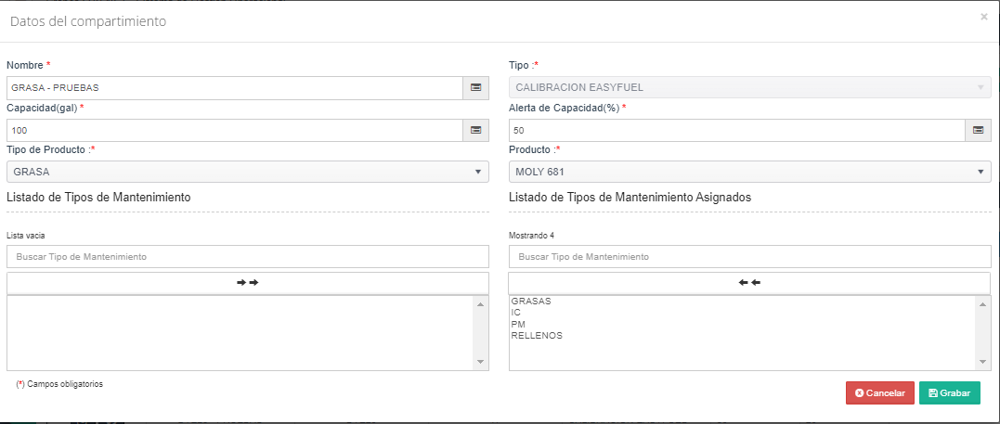 Datos del compartimiento
×
Nombre *
Tipo :*
GRASA - PRUEBAS
CALIBRACION EASYFUEL
Capacidad(gal) *
Alerta de Capacidad(%) *
100
50
Tipo de Producto :*
Producto :*
GRASA
MOLY 681
Listado de Tipos de Mantenimiento
Listado de Tipos de Mantenimiento Asignados
Lista vacia
Mostrando 4
Buscar Tipo de Mantenimiento
Buscar Tipo de Mantenimiento
GRASAS
IC
PM
RELLENOS
(*) Campos obligatorios
Cancelar
Grabar